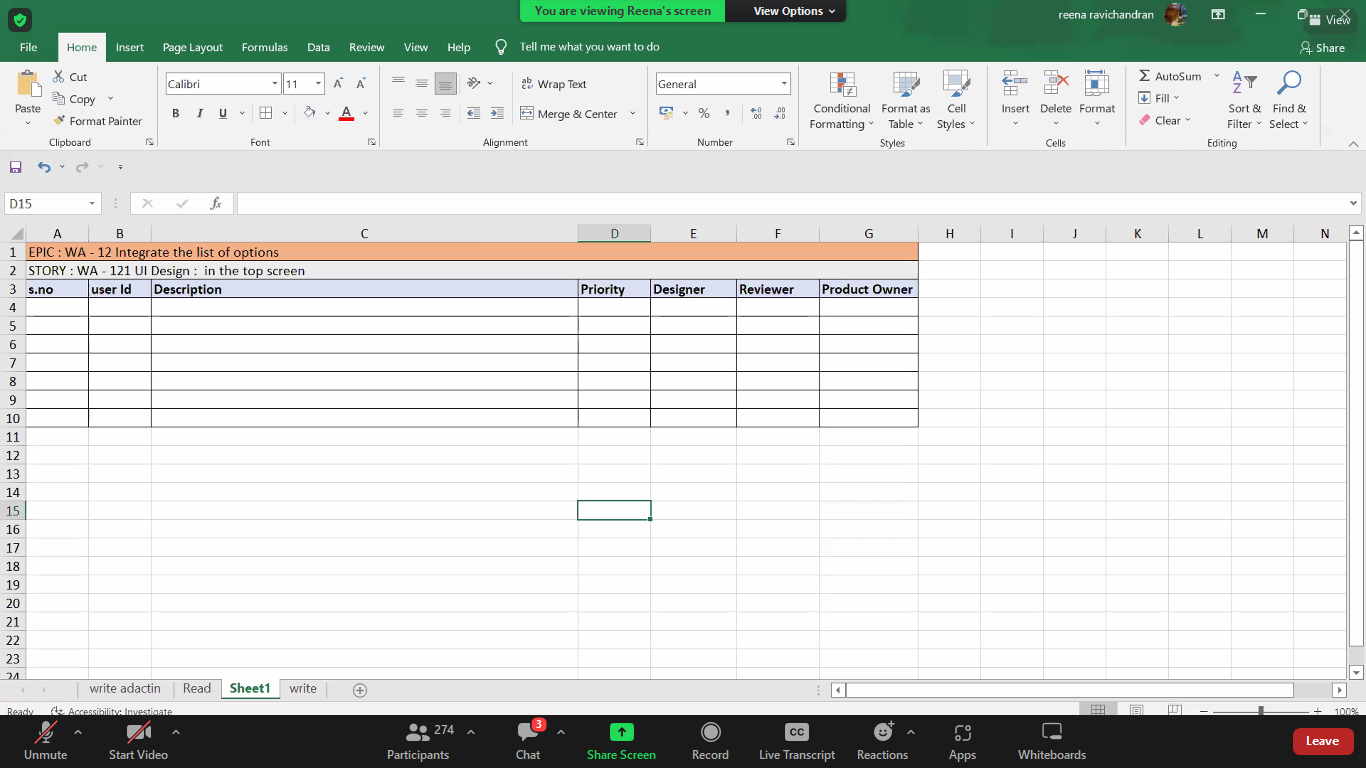 You are viewing Reena's screen View Options
reena ravichandran
View
File Home Insert Page Layout Formulas Data Review View Help Tell me what you want to do Share
Paste
Cut
Copy
Format Painter
Clipboard
Calibri 11
B I U A
Font
Wrap Text
Merge & Center
Alignment
General
%
Number
Conditional Formatting
Format as Table
Cell Styles
Styles
Insert Delete Format
Cells
AutoSum
Fill
Clear
Sort & Filter
Find & Select
Editing
D15 fx
A B C D E F G H I J K L M N
1 EPIC : WA - 12 Integrate the list of options
2 STORY : WA - 121 UI Design : in the top screen
3 s.no user Id Description Priority Designer Reviewer Product Owner
4
5
6
7
8
9
10
11
12
13
14
15
16
17
18
19
20
21
22
23
24
write adactin Read Sheet1 write
Ready Accessibility: Investigate 100%
Unmute Start Video Participants 274 Chat 3 Share Screen Record CC Live Transcript Reactions Apps Whiteboards Leave